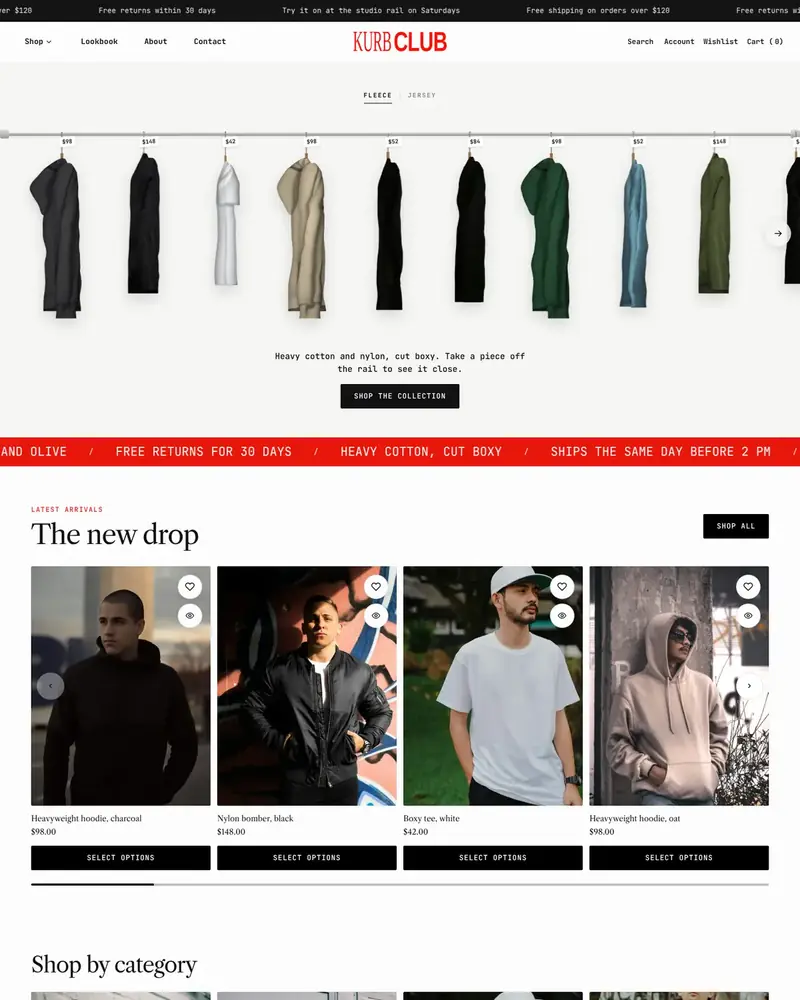 ver $120
Free returns within 30 days
Try it on at the studio rail on Saturdays
Free shipping on orders over $120
Free returns wi
Shop
Lookbook
About
Contact
KURB CLUB
Search
Account
Wishlist
Cart (0)
FLEECE
JERSEY
$98
$148
$42
$98
$52
$84
$98
$52
$148
Heavy cotton and nylon, cut boxy. Take a piece off
the rail to see it close.
SHOP THE COLLECTION
AND OLIVE / FREE RETURNS FOR 30 DAYS / HEAVY COTTON, CUT BOXY / SHIPS THE SAME DAY BEFORE 2 PM /
LATEST ARRIVALS
The new drop
SHOP ALL
Heavyweight hoodie, charcoal
$98.00
SELECT OPTIONS
Nylon bomber, black
$148.00
SELECT OPTIONS
Boxy tee, white
$42.00
SELECT OPTIONS
Heavyweight hoodie, oat
$98.00
SELECT OPTIONS
Shop by category